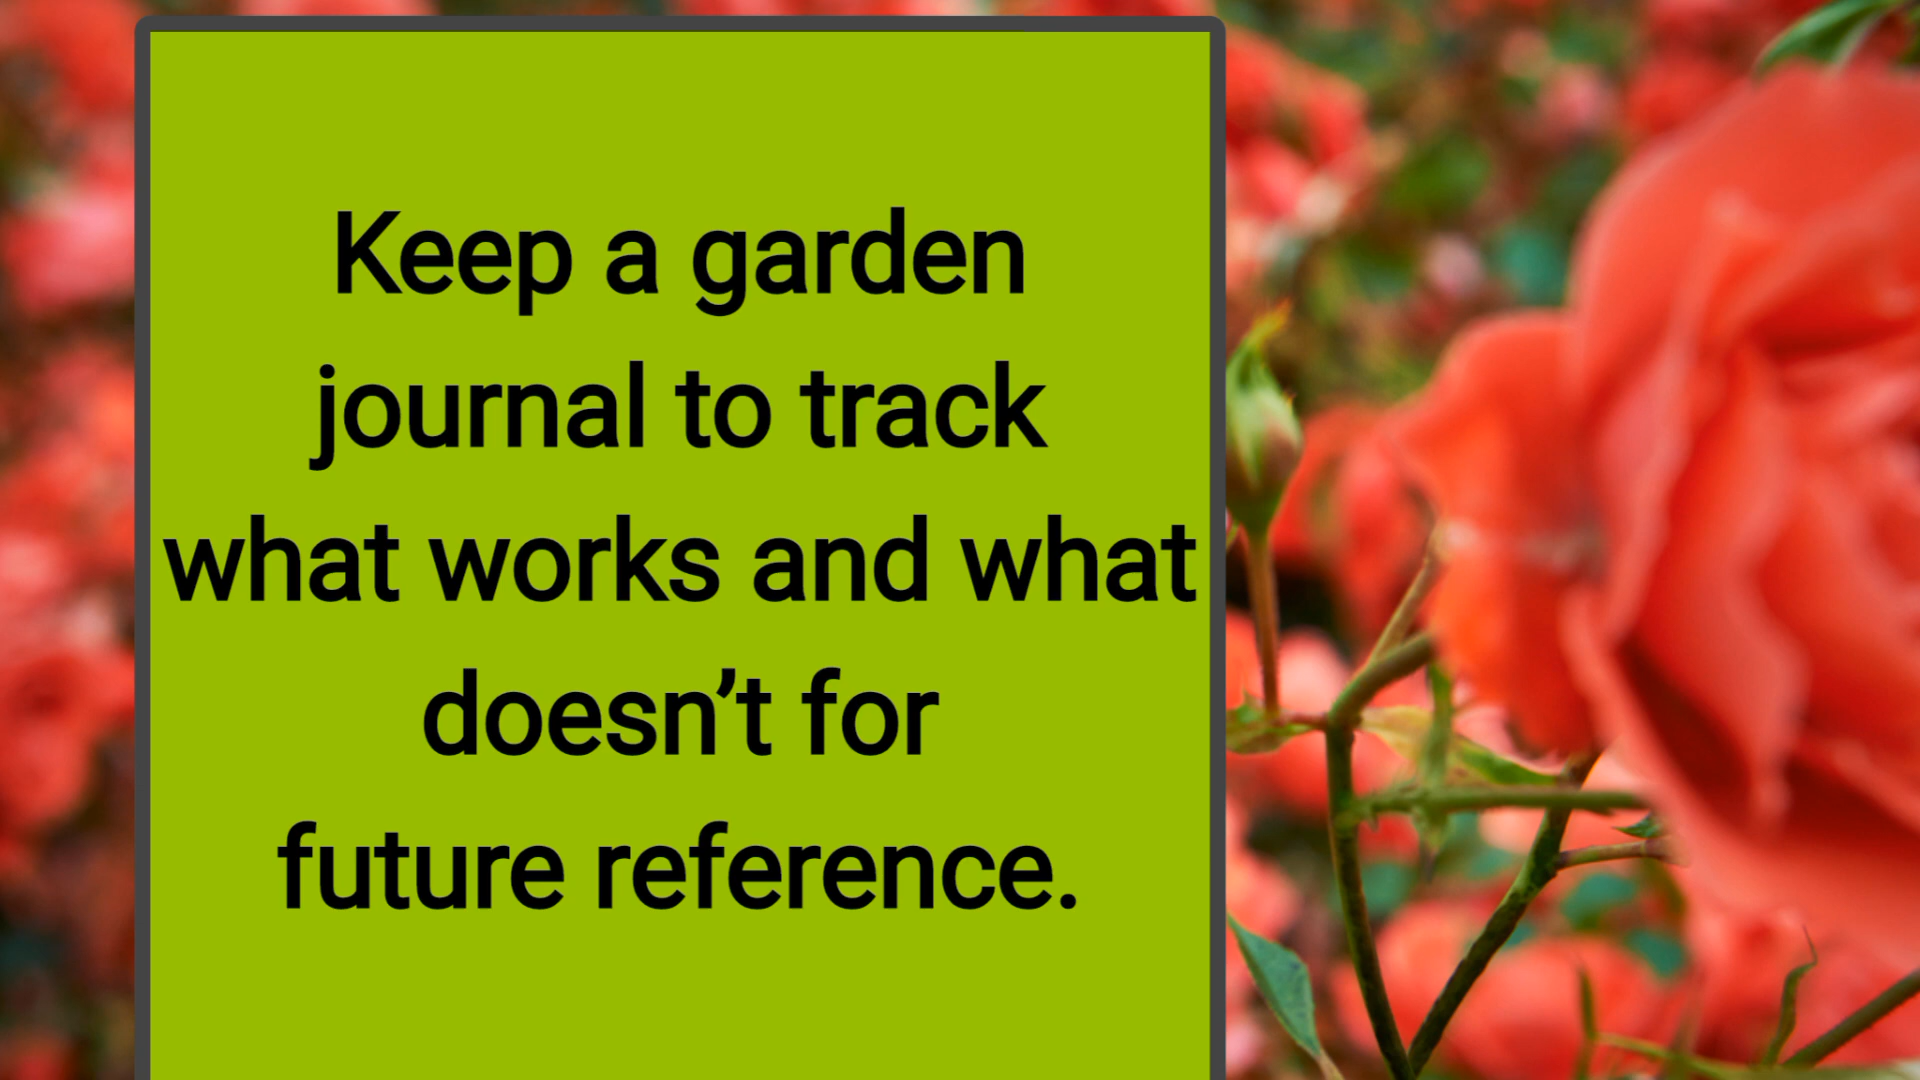 Keep a garden
journal to track
what works and what
doesn’t for
future reference.